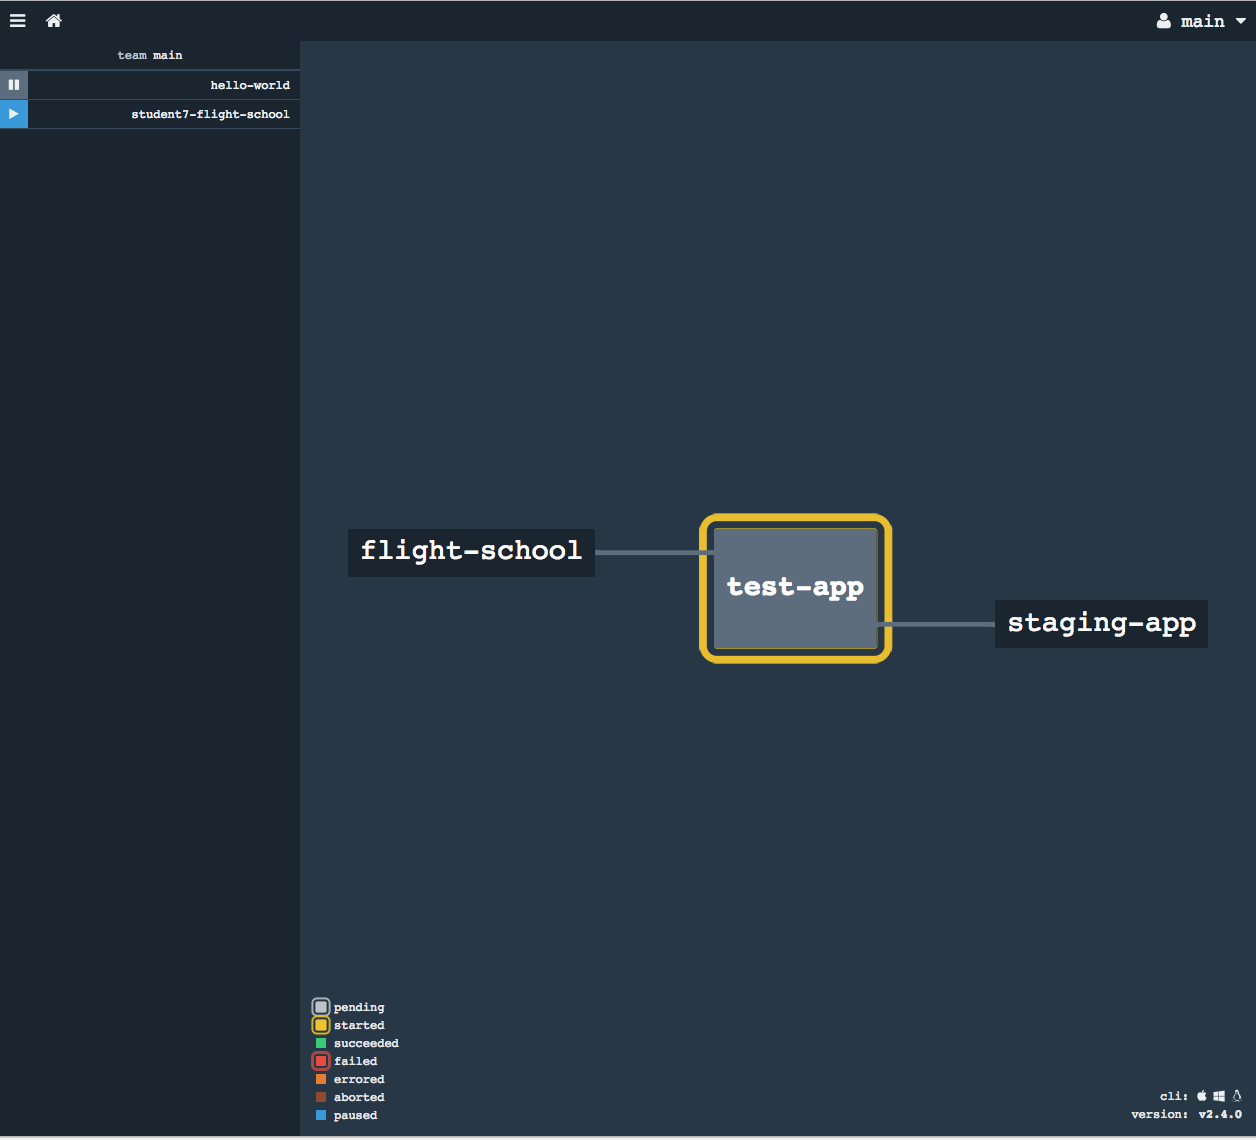 main
team main
hello-world
student7-flight-school
flight-school
test-app
staging-app
pending
started
succeeded
failed
errored
aborted
paused
cli:
version: v2.4.0